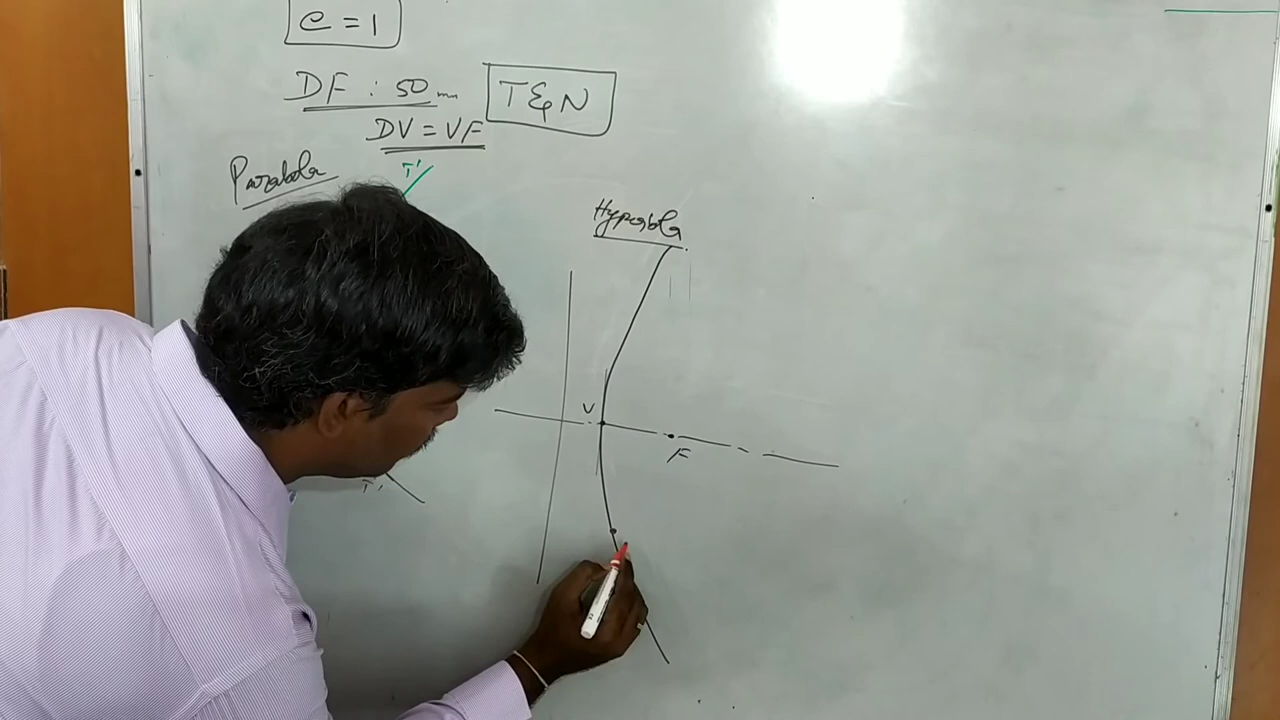 e = 1
DF : 50 mm
T & N
DV = VF
Parabola
T'
Hyperbola
V
F
T'